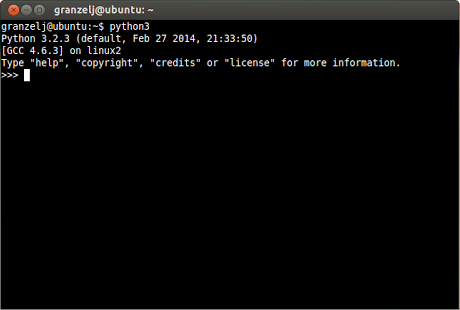 granzelj@ubuntu: ~
granzelj@ubuntu:~$ python3
Python 3.2.3 (default, Feb 27 2014, 21:33:50)
[GCC 4.6.3] on linux2
Type "help", "copyright", "credits" or "license" for more information.
>>>